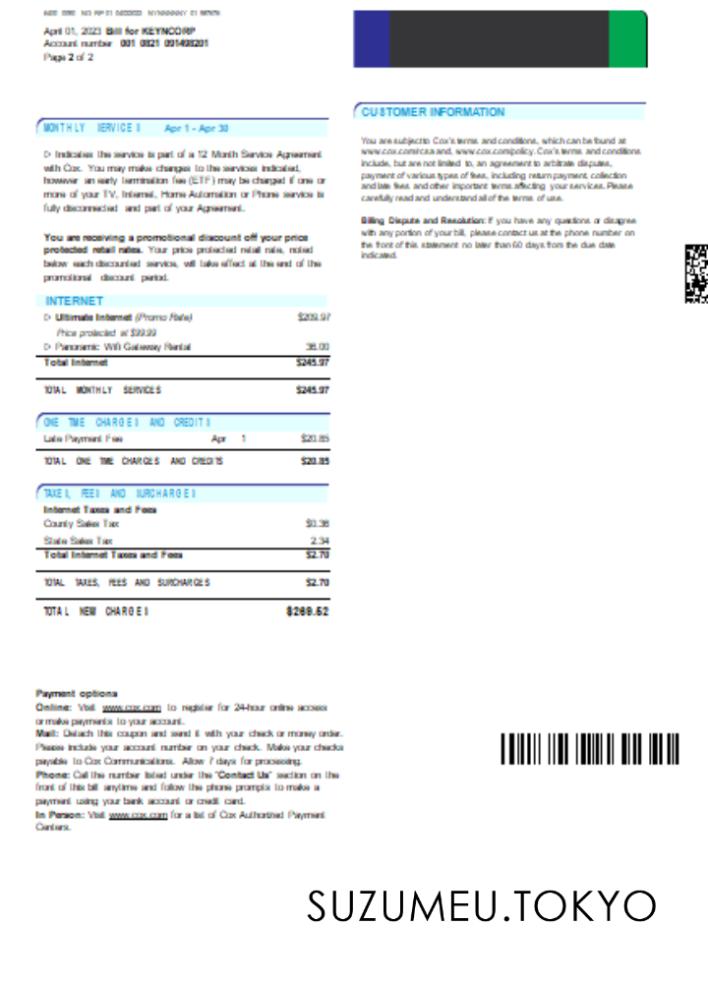 April 01, 2023 Bill for KEYNCORP
Account number 001 0821 091498201
Page 2 of 2
MONTHLY SERVICES Apr 1 - Apr 30
▷ Indicates the service is part of a 12 Month Service Agreement
with Cox. You may make changes to the services indicated,
however an early termination fee (ETF) may be charged if one or
more of your TV, Internet, Home Automation or Phone service is
fully disconnected and part of your Agreement.
You are receiving a promotional discount off your price
protected retail rates. Your price protected retail rate, noted
below each discounted service, will take effect at the end of the
promotional discount period.
INTERNET
▷ Ultimate Internet (Promo Rate) $209.97
Price protected at $99.99
▷ Panoramic Wifi Gateway Rental 36.00
Total Internet $245.97
TOTAL MONTHLY SERVICES $245.97
ONE TIME CHARGES AND CREDITS
Late Payment Fee Apr 1 $20.85
TOTAL ONE TIME CHARGES AND CREDITS $20.85
TAXES, FEES AND SURCHARGES
Internet Taxes and Fees
County Sales Tax $0.36
State Sales Tax 2.34
Total Internet Taxes and Fees $2.70
TOTAL TAXES, FEES AND SURCHARGES $2.70
TOTAL NEW CHARGES $269.52
CUSTOMER INFORMATION
You are subject to Cox's terms and conditions, which can be found at
www.cox.com/rcsa and, www.cox.com/policy. Cox's terms and conditions
include, but are not limited to, an agreement to arbitrate disputes,
payment of various types of fees, including return payment, collection
and late fees and other important terms affecting your services. Please
carefully read and understand all of the terms of use.
Billing Dispute and Resolution: If you have any questions or disagree
with any portion of your bill, please contact us at the phone number on
the front of this statement no later than 60 days from the due date
indicated.
Payment options
Online: Visit www.cox.com to register for 24-hour online access
or make payments to your account.
Mail: Detach this coupon and send it with your check or money order.
Please include your account number on your check. Make your checks
payable to Cox Communications. Allow 7 days for processing.
Phone: Call the number listed under the "Contact Us" section on the
front of this bill anytime and follow the phone prompts to make a
payment using your bank account or credit card.
In Person: Visit www.cox.com for a list of Cox Authorized Payment
Centers.
SUZUMEU.TOKYO